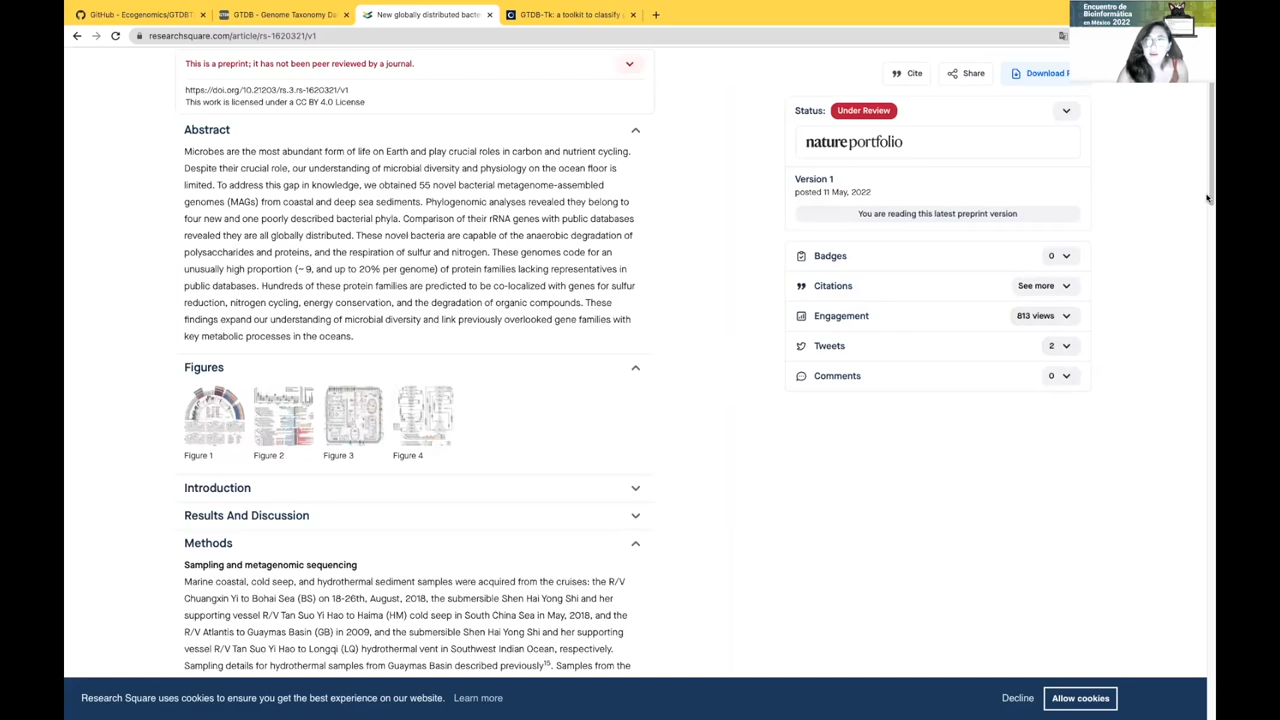 GitHub - Ecogenomics/GTDBT
GTDB - Genome Taxonomy Da
New globally distributed bacte
GTDB-Tk: a toolkit to classify g
researchsquare.com/article/rs-1620321/v1
Encuentro de
Bioinformática
en México 2022
This is a preprint; it has not been peer reviewed by a journal.
https://doi.org/10.21203/rs.3.rs-1620321/v1
This work is licensed under a CC BY 4.0 License
Cite
Share
Download P
Abstract
Microbes are the most abundant form of life on Earth and play crucial roles in carbon and nutrient cycling.
Despite their crucial role, our understanding of microbial diversity and physiology on the ocean floor is
limited. To address this gap in knowledge, we obtained 55 novel bacterial metagenome-assembled
genomes (MAGs) from coastal and deep sea sediments. Phylogenomic analyses revealed they belong to
four new and one poorly described bacterial phyla. Comparison of their rRNA genes with public databases
revealed they are all globally distributed. These novel bacteria are capable of the anaerobic degradation of
polysaccharides and proteins, and the respiration of sulfur and nitrogen. These genomes code for an
unusually high proportion (~ 9, and up to 20% per genome) of protein families lacking representatives in
public databases. Hundreds of these protein families are predicted to be co-localized with genes for sulfur
reduction, nitrogen cycling, energy conservation, and the degradation of organic compounds. These
findings expand our understanding of microbial diversity and link previously overlooked gene families with
key metabolic processes in the oceans.
Figures
Figure 1
Figure 2
Figure 3
Figure 4
Introduction
Results And Discussion
Methods
Sampling and metagenomic sequencing
Marine coastal, cold seep, and hydrothermal sediment samples were acquired from the cruises: the R/V
Chuangxin Yi to Bohai Sea (BS) on 18-26th, August, 2018, the submersible Shen Hai Yong Shi and her
supporting vessel R/V Tan Suo Yi Hao to Haima (HM) cold seep in South China Sea in May, 2018, and the
R/V Atlantis to Guaymas Basin (GB) in 2009, and the submersible Shen Hai Yong Shi and her supporting
vessel R/V Tan Suo Yi Hao to Longqi (LQ) hydrothermal vent in Southwest Indian Ocean, respectively.
Sampling details for hydrothermal samples from Guaymas Basin described previously15. Samples from the
Status: Under Review
nature portfolio
Version 1
posted 11 May, 2022
You are reading this latest preprint version
Badges 0
Citations See more
Engagement 813 views
Tweets 2
Comments 0
Research Square uses cookies to ensure you get the best experience on our website. Learn more
Decline
Allow cookies